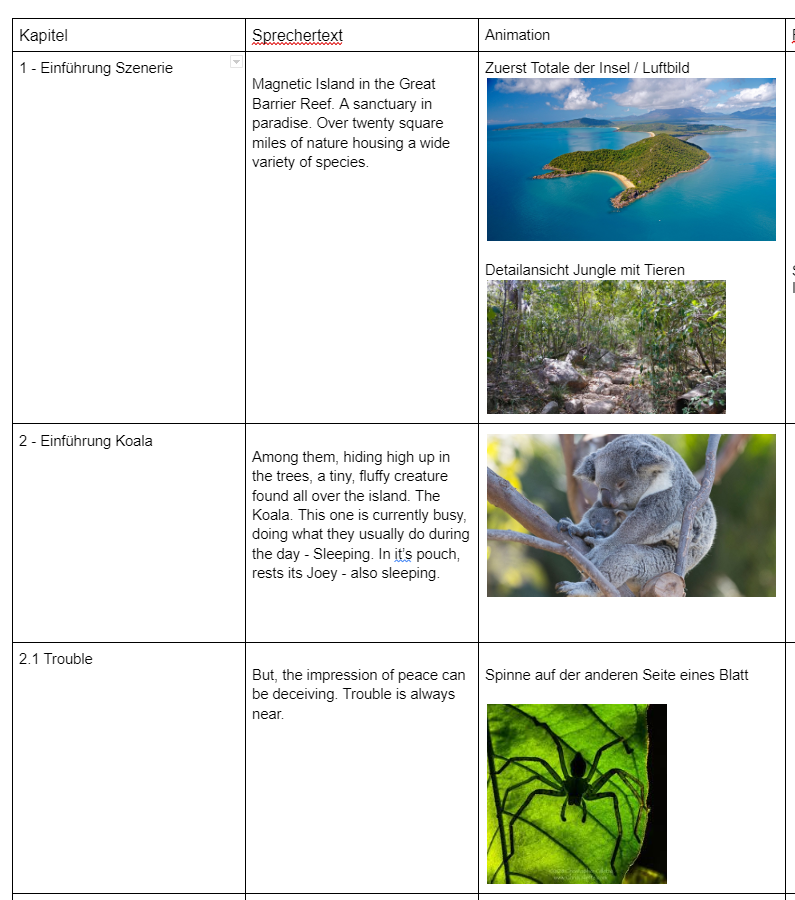 Kapitel
Sprechertext
Animation
1 - Einführung Szenerie
Magnetic Island in the Great
Barrier Reef. A sanctuary in
paradise. Over twenty square
miles of nature housing a wide
variety of species.
Zuerst Totale der Insel / Luftbild
Detailansicht Jungle mit Tieren
2 - Einführung Koala
Among them, hiding high up in
the trees, a tiny, fluffy creature
found all over the island. The
Koala. This one is currently busy,
doing what they usually do during
the day - Sleeping. In it's pouch,
rests its Joey - also sleeping.
2.1 Trouble
But, the impression of peace can
be deceiving. Trouble is always
near.
Spinne auf der anderen Seite eines Blatt